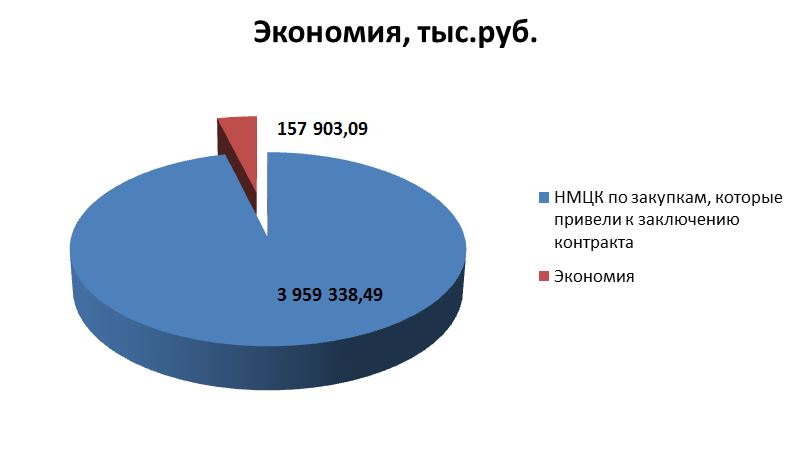 Экономия, тыс.руб.
157 903,09
3 959 338,49
НМЦК по закупкам, которые
привели к заключению
контракта
Экономия